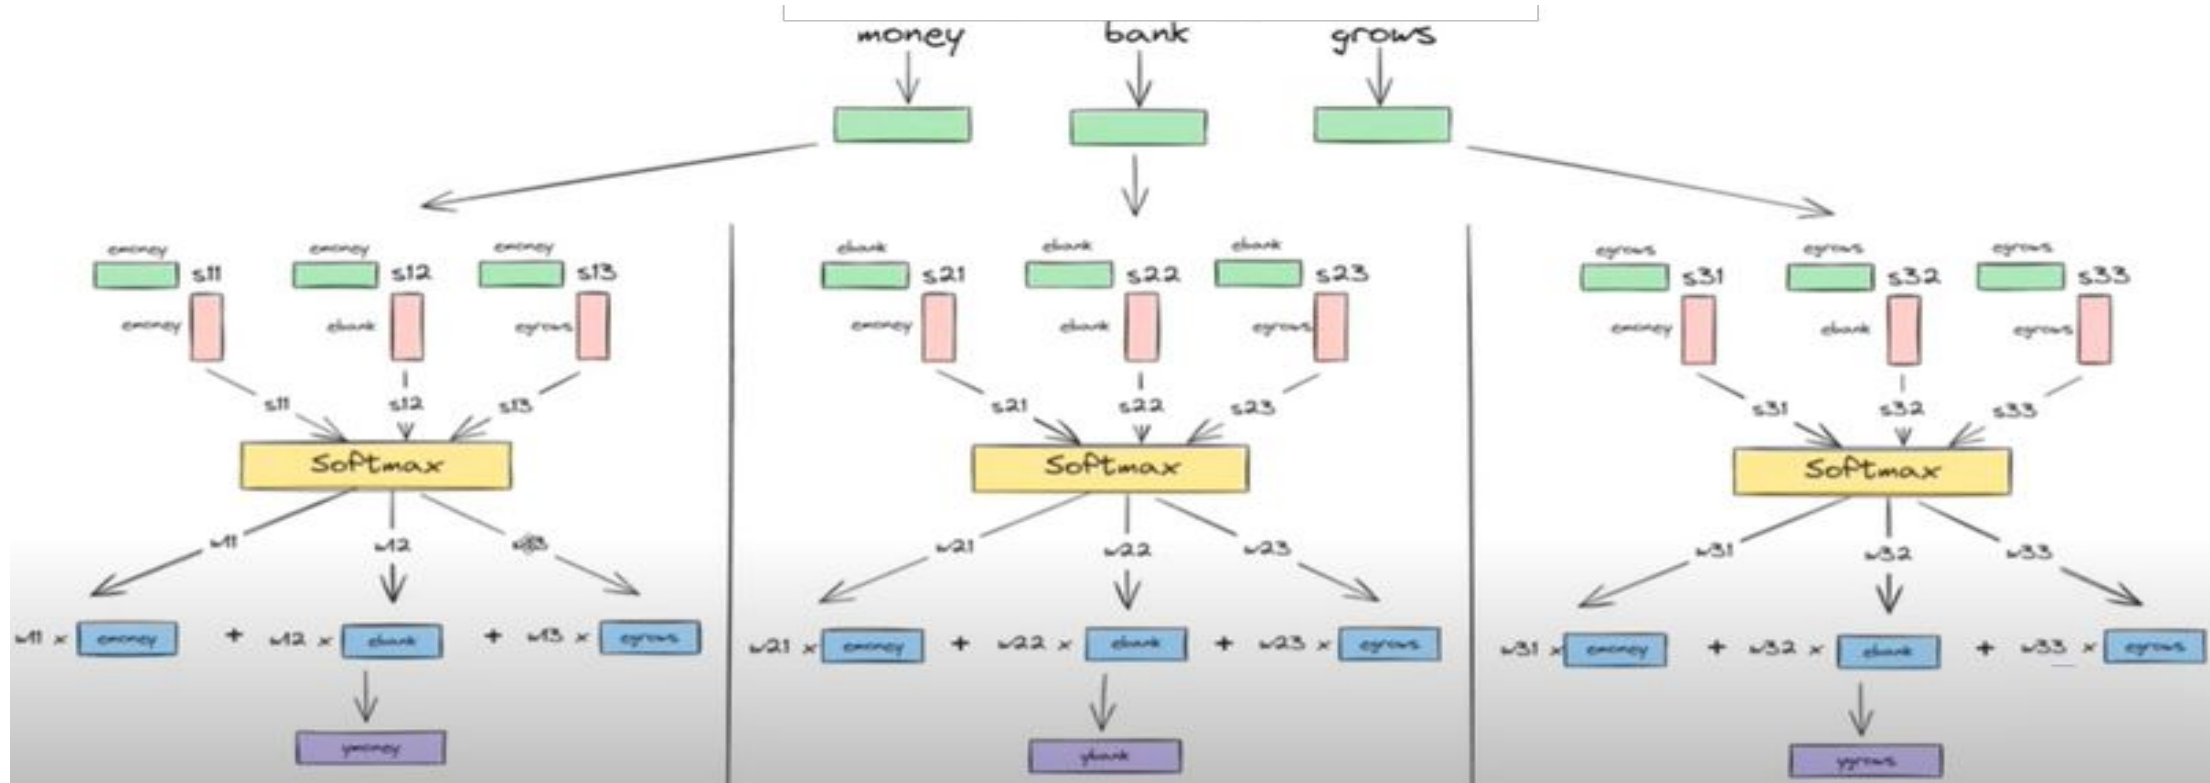 money bank grows
emoney emoney emoney ebank ebank ebank egrows egrows egrows
s11 s12 s13 s21 s22 s23 s31 s32 s33
emoney ebank egrows emoney ebank egrows emoney ebank egrows
s11 s12 s13 s21 s22 s23 s31 s32 s33
Softmax Softmax Softmax
w11 w12 w21 w22 w23 w31 w32 w33
w11 x emoney + w12 x ebank + w13 x egrows w21 x emoney + w22 x ebank + w23 x egrows w31 x emoney + w32 x ebank + w33 x egrows
ymoney ybank ygrows